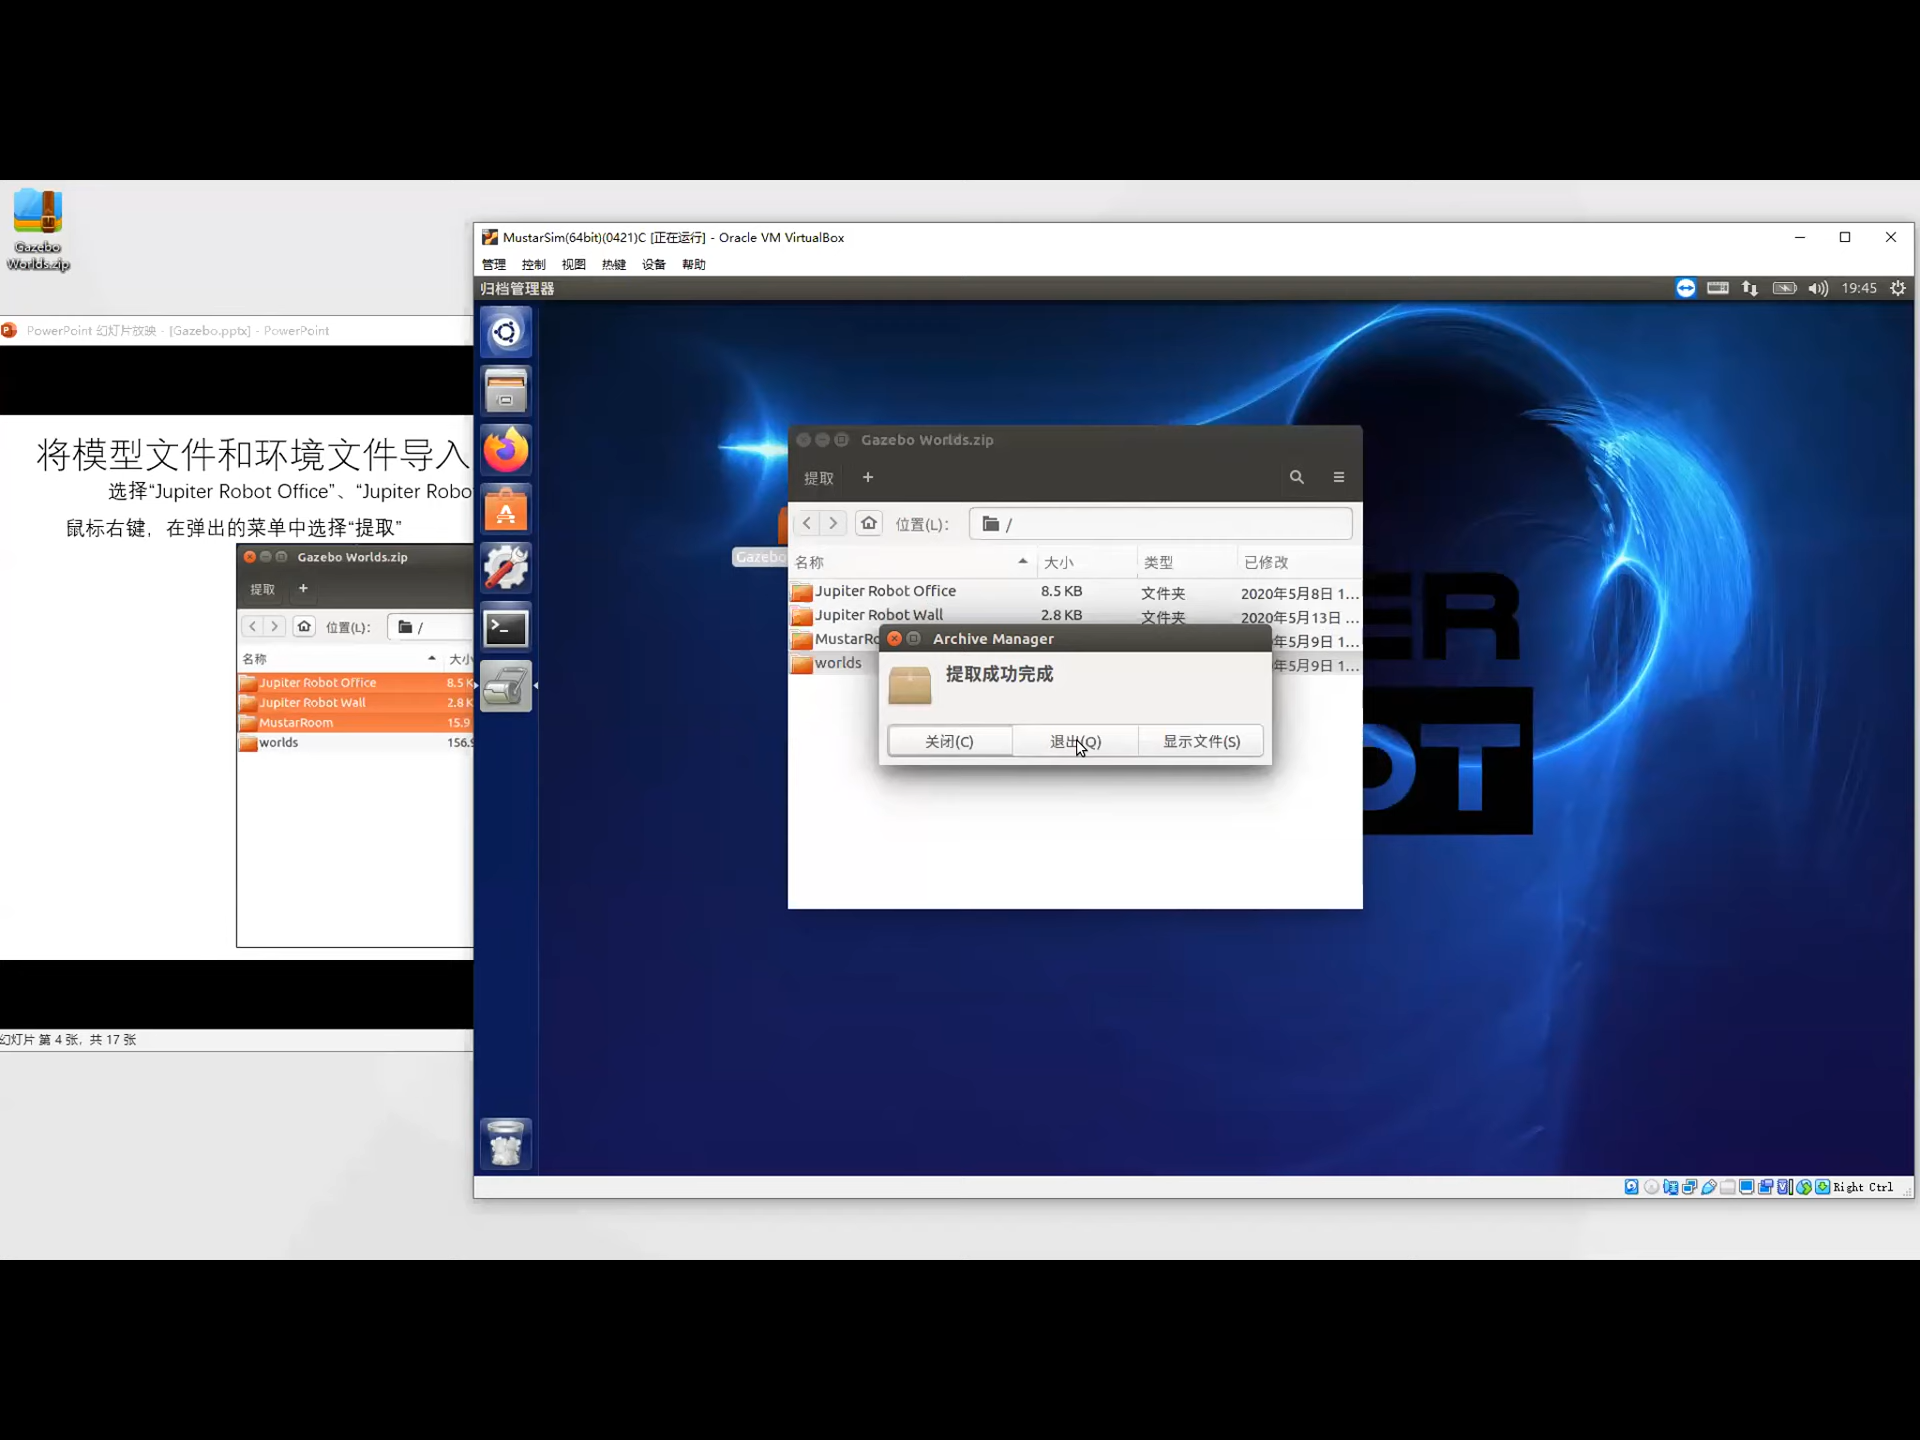 Gazebo
Worlds.zip
PowerPoint 幻灯片放映 - [Gazebo.pptx] - PowerPoint
将模型文件和环境文件导入
选择“Jupiter Robot Office”、“Jupiter Robo
鼠标右键，在弹出的菜单中选择“提取”
Gazebo Worlds.zip
提取 +
位置(L)： /
名称 大小
Jupiter Robot Office 8.5 K
Jupiter Robot Wall 2.8 K
MustarRoom 15.9
worlds 156.9
幻灯片 第 4 张，共 17 张
MustarSim(64bit)(0421)C [正在运行] - Oracle VM VirtualBox
管理 控制 视图 热键 设备 帮助
归档管理器 19:45
Gazebo
Gazebo Worlds.zip
提取 +
位置(L)： /
名称 大小 类型 已修改
Jupiter Robot Office 8.5 KB 文件夹 2020年5月8日 1...
Jupiter Robot Wall 2.8 KB 文件夹 2020年5月13日 ...
MustarRo 年5月9日 1...
worlds 年5月9日 1...
Archive Manager
提取成功完成
关闭(C) 退出(Q) 显示文件(S)
ER
OT
Right Ctrl